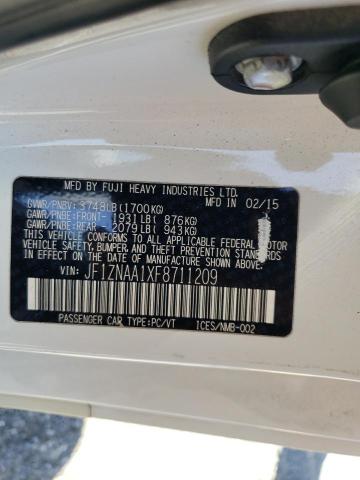 MFD BY FUJI HEAVY INDUSTRIES LTD.
GVWR/PNBV: 3748LB(1700KG) MFD IN 02/15
GAWR/PNBE:FRONT- 1931LB( 876KG)
GAWR/PNBE:REAR 2079LB( 943KG)
THIS VEHICLE CONFORMS TO ALL APPLICABLE FEDERAL MOTOR
VEHICLE SAFETY, BUMPER, AND THEFT PREVENTION STANDARDS
IN EFFECT ON THE DATE OF MANUFACTURE SHOWN ABOVE.
VIN: JF1ZNAA1XF8711209
PASSENGER CAR TYPE:PC/VT ICES/NMB-002